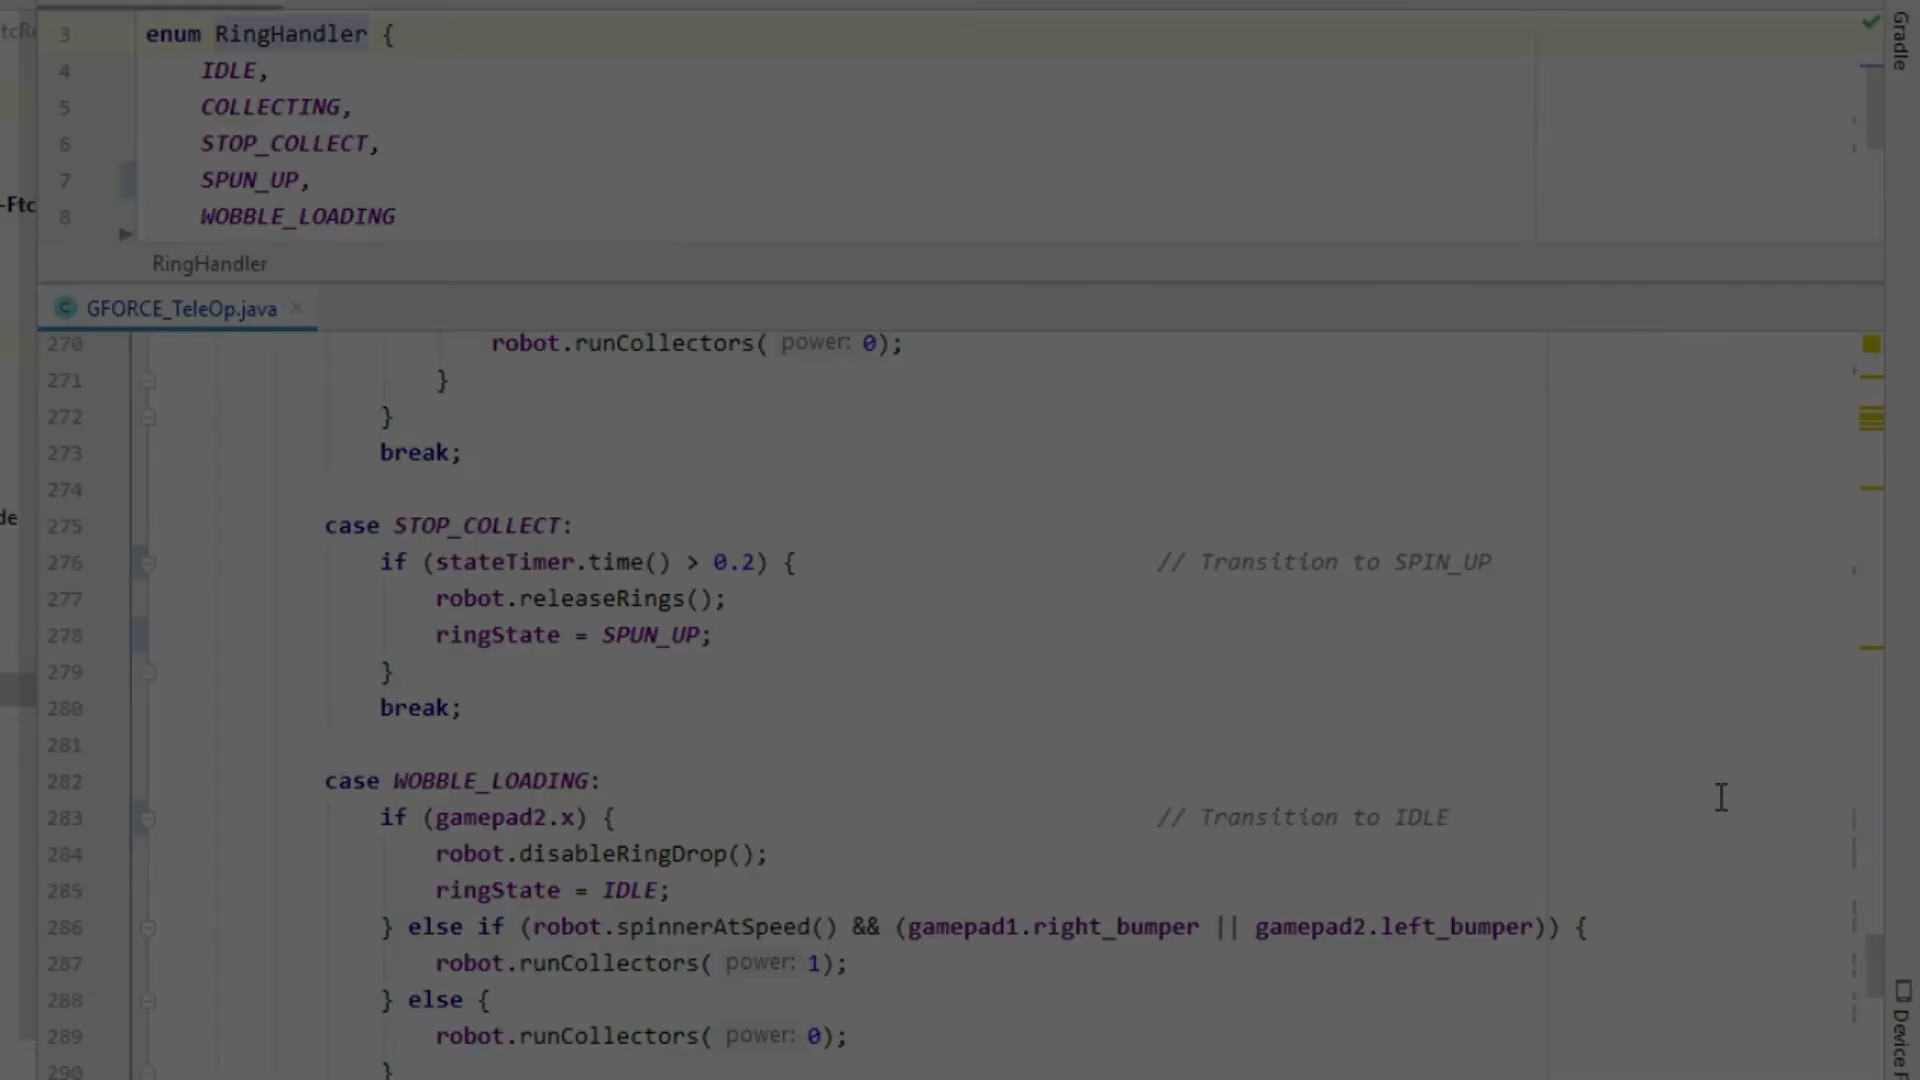 tcR
3 enum RingHandler {
4 IDLE,
5 COLLECTING,
6 STOP_COLLECT,
-Ftc
7 SPUN_UP,
8 WOBBLE_LOADING
RingHandler
GFORCE_TeleOp.java ×
270 robot.runCollectors( power: 0);
271 }
272 }
273 break;
274
de
275 case STOP_COLLECT:
276 if (stateTimer.time() > 0.2) { // Transition to SPIN_UP
277 robot.releaseRings();
278 ringState = SPUN_UP;
279 }
280 break;
281
282 case WOBBLE_LOADING:
283 if (gamepad2.x) { // Transition to IDLE
284 robot.disableRingDrop();
285 ringState = IDLE;
286 } else if (robot.spinnerAtSpeed() && (gamepad1.right_bumper || gamepad2.left_bumper)) {
287 robot.runCollectors( power: 1);
288 } else {
289 robot.runCollectors( power: 0);
290 }
Gradle
Device F